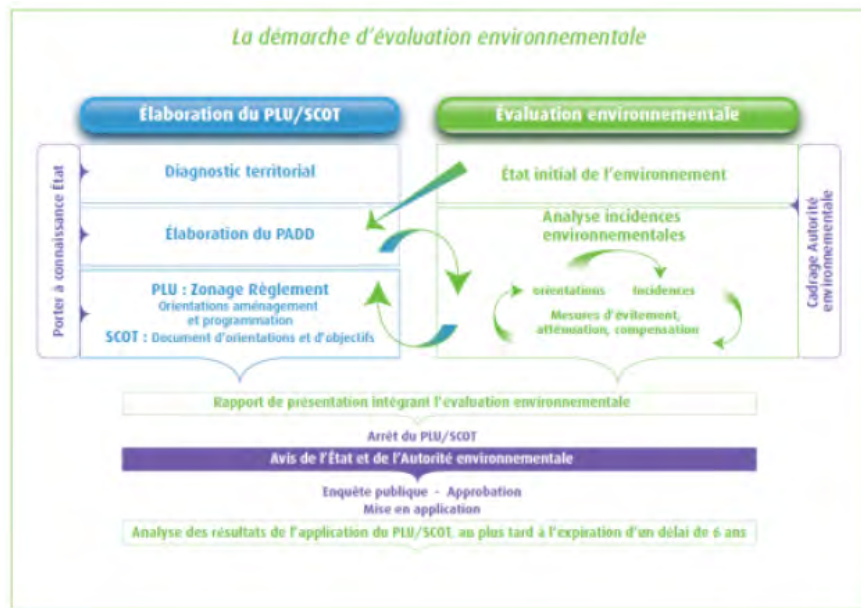 La démarche d'évaluation environnementale
Élaboration du PLU/SCOT
Évaluation environnementale
Porter à connaissance État
Diagnostic territorial
État initial de l'environnement
Élaboration du PADD
Analyse incidences
environnementales
PLU : Zonage Règlement
Orientations aménagement
et programmation
SCOT : Document d'orientations et d'objectifs
orientations
Incidences
Mesures d'évitement,
atténuation, compensation
Cadrage Autorité
environnementale
Rapport de présentation intégrant l'évaluation environnementale
Arrêt du PLU/SCOT
Avis de l'État et de l'Autorité environnementale
Enquête publique - Approbation
Mise en application
Analyse des résultats de l'application du PLU/SCOT, au plus tard à l'expiration d'un délai de 6 ans